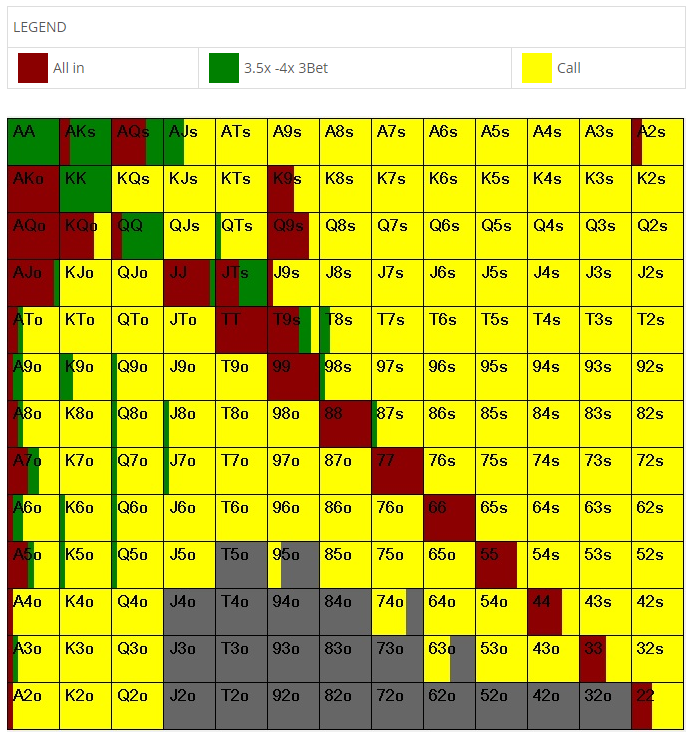 LEGEND
All in 3.5x -4x 3Bet Call
AA AKs AQs AJs ATs A9s A8s A7s A6s A5s A4s A3s A2s
AKo KK KQs KJs KTs K9s K8s K7s K6s K5s K4s K3s K2s
AQo KQo QQ QJs QTs Q9s Q8s Q7s Q6s Q5s Q4s Q3s Q2s
AJo KJo QJo JJ JTs J9s J8s J7s J6s J5s J4s J3s J2s
ATo KTo QTo JTo TT T9s T8s T7s T6s T5s T4s T3s T2s
A9o K9o Q9o J9o T9o 99 98s 97s 96s 95s 94s 93s 92s
A8o K8o Q8o J8o T8o 98o 88 87s 86s 85s 84s 83s 82s
A7o K7o Q7o J7o T7o 97o 87o 77 76s 75s 74s 73s 72s
A6o K6o Q6o J6o T6o 96o 86o 76o 66 65s 64s 63s 62s
A5o K5o Q5o J5o T5o 95o 85o 75o 65o 55 54s 53s 52s
A4o K4o Q4o J4o T4o 94o 84o 74o 64o 54o 44 43s 42s
A3o K3o Q3o J3o T3o 93o 83o 73o 63o 53o 43o 33 32s
A2o K2o Q2o J2o T2o 92o 82o 72o 62o 52o 42o 32o 22